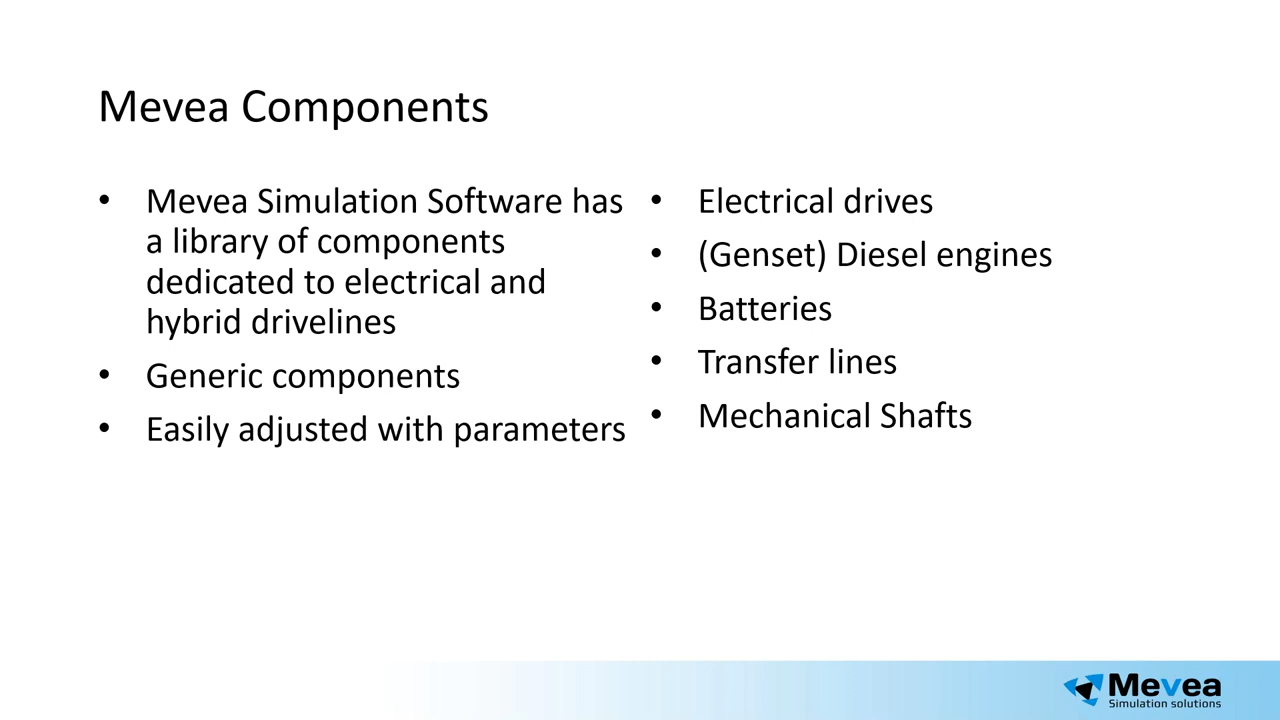 Mevea Components
• Mevea Simulation Software has
a library of components
dedicated to electrical and
hybrid drivelines
• Generic components
• Easily adjusted with parameters
• Electrical drives
• (Genset) Diesel engines
• Batteries
• Transfer lines
• Mechanical Shafts
Mevea
Simulation solutions